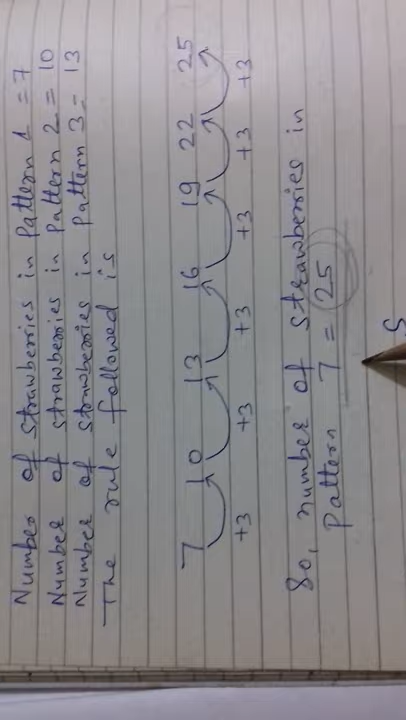 Number of strawberries in Pattern 1 = 7
Number of strawberries in Pattern 2 = 10
Number of strawberries in Pattern 3 = 13
The rule followed is
7 10 13 16 19 22 25
+3 +3 +3 +3 +3 +3
So, number of strawberries in
Pattern 7 = 25